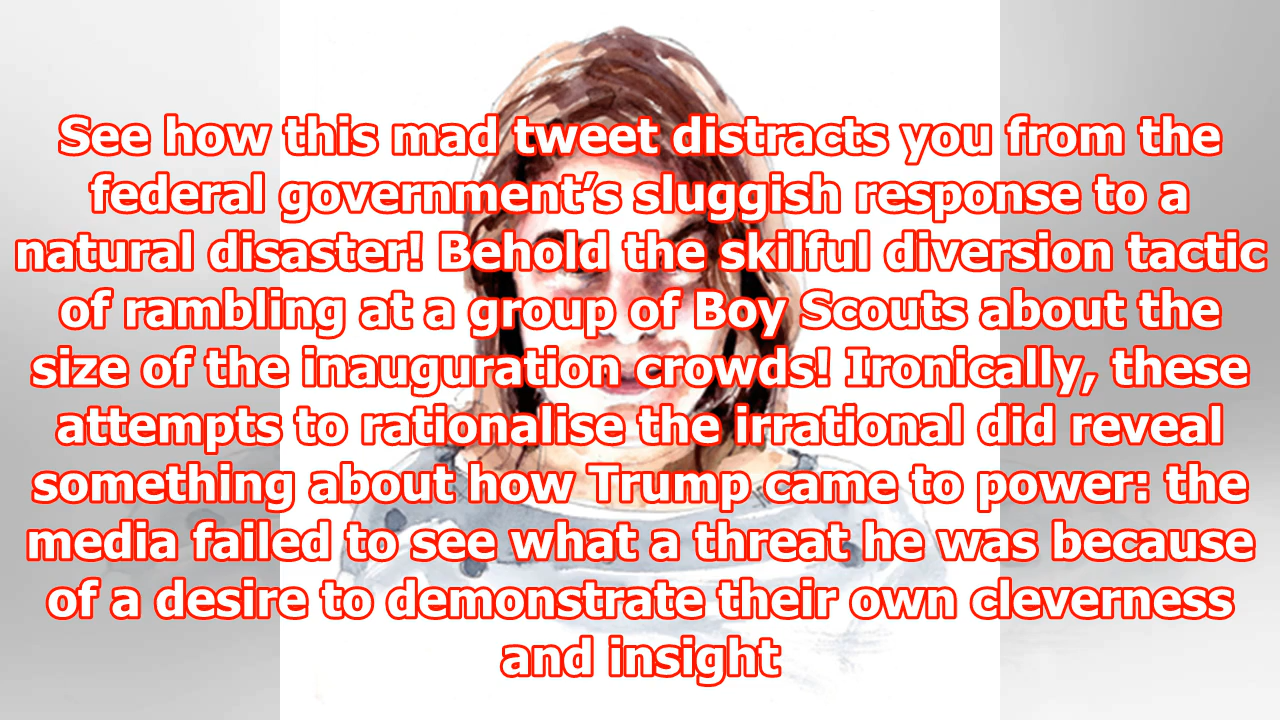 See how this mad tweet distracts you from the
federal government’s sluggish response to a
natural disaster! Behold the skilful diversion tactic
of rambling at a group of Boy Scouts about the
size of the inauguration crowds! Ironically, these
attempts to rationalise the irrational did reveal
something about how Trump came to power: the
media failed to see what a threat he was because
of a desire to demonstrate their own cleverness
and insight